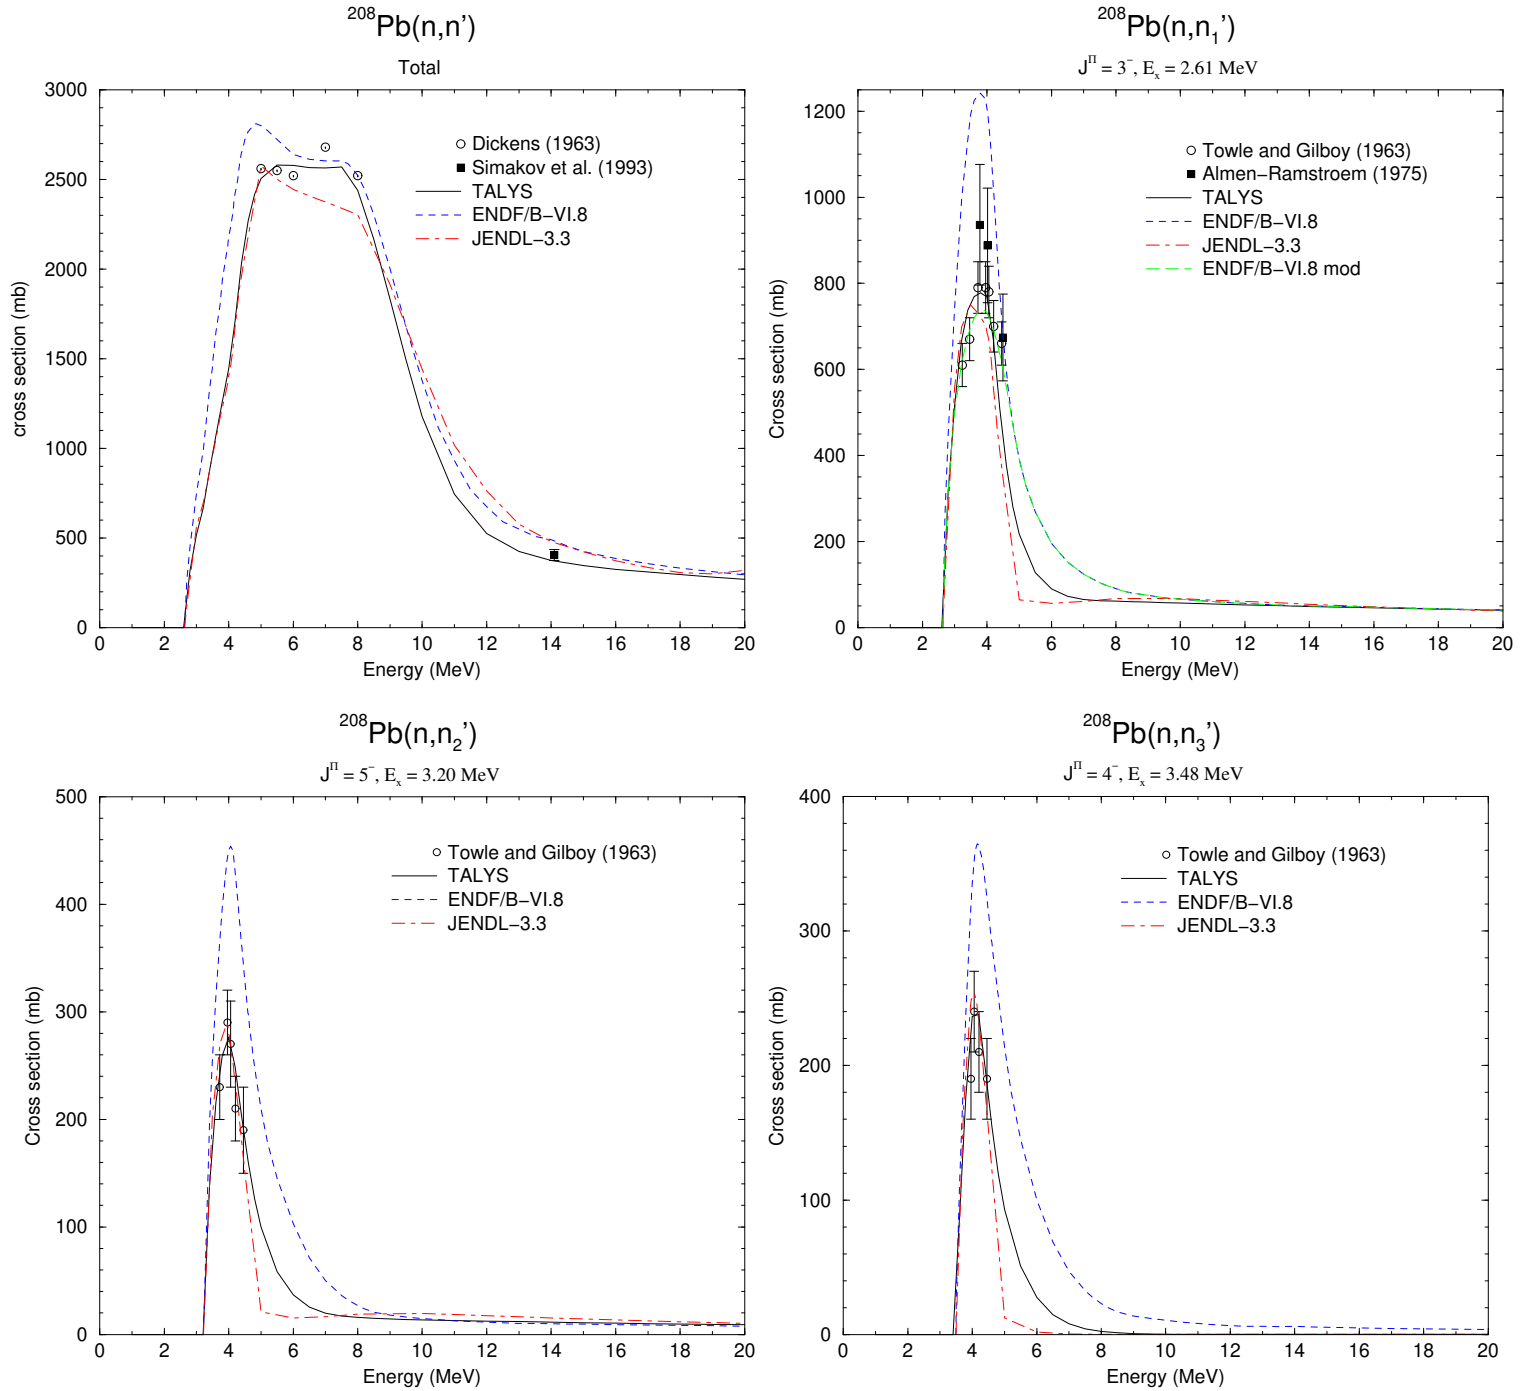 ²⁰⁸Pb(n,n’)
Total
3000
2500
2000
1500
1000
500
0
0 2 4 6 8 10 12 14 16 18 20
cross section (mb)
Energy (MeV)
Dickens (1963)
Simakov et al. (1993)
TALYS
ENDF/B−VI.8
JENDL−3.3
²⁰⁸Pb(n,n₁’)
J^Π = 3⁻, Eₓ = 2.61 MeV
1200
1000
800
600
400
200
0
0 2 4 6 8 10 12 14 16 18 20
Cross section (mb)
Energy (MeV)
Towle and Gilboy (1963)
Almen−Ramstroem (1975)
TALYS
ENDF/B−VI.8
JENDL−3.3
ENDF/B−VI.8 mod
²⁰⁸Pb(n,n₂’)
J^Π = 5⁻, Eₓ = 3.20 MeV
500
400
300
200
100
0
0 2 4 6 8 10 12 14 16 18 20
Cross section (mb)
Energy (MeV)
Towle and Gilboy (1963)
TALYS
ENDF/B−VI.8
JENDL−3.3
²⁰⁸Pb(n,n₃’)
J^Π = 4⁻, Eₓ = 3.48 MeV
400
300
200
100
0
0 2 4 6 8 10 12 14 16 18 20
Cross section (mb)
Energy (MeV)
Towle and Gilboy (1963)
TALYS
ENDF/B−VI.8
JENDL−3.3